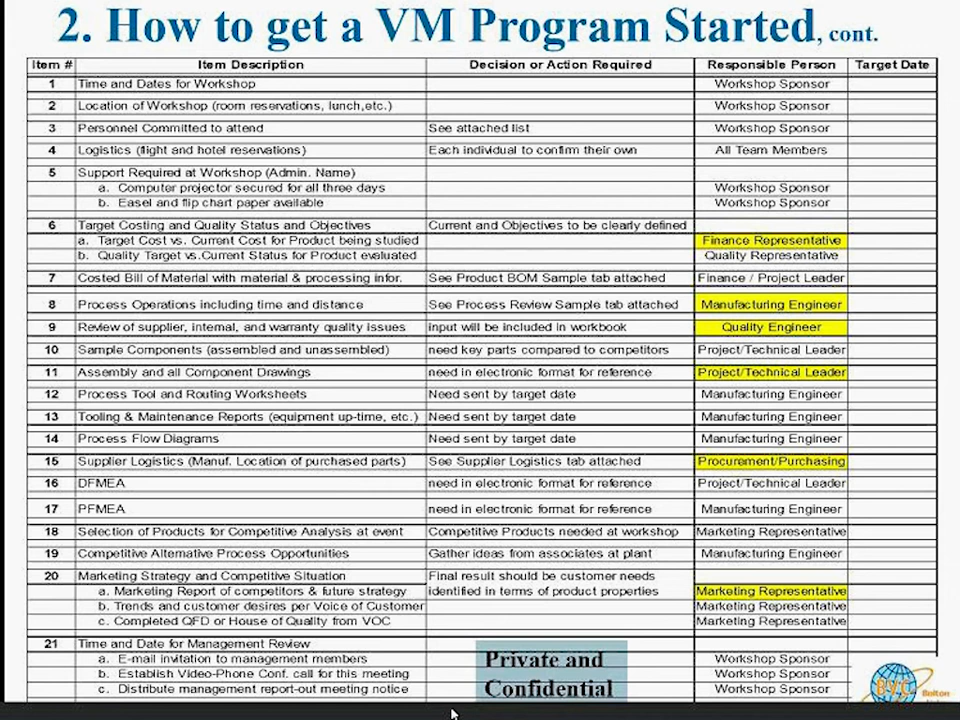 2. How to get a VM Program Started, cont.
Item # Item Description Decision or Action Required Responsible Person Target Date
1 Time and Dates for Workshop Workshop Sponsor
2 Location of Workshop (room reservations, lunch,etc.) Workshop Sponsor
3 Personnel Committed to attend See attached list Workshop Sponsor
4 Logistics (flight and hotel reservations) Each individual to confirm their own All Team Members
5 Support Required at Workshop (Admin. Name)
a. Computer projector secured for all three days Workshop Sponsor
b. Easel and flip chart paper available Workshop Sponsor
6 Target Costing and Quality Status and Objectives Current and Objectives to be clearly defined
a. Target Cost vs. Current Cost for Product being studied Finance Representative
b. Quality Target vs.Current Status for Product evaluated Quality Representative
7 Costed Bill of Material with material & processing infor. See Product BOM Sample tab attached Finance / Project Leader
8 Process Operations including time and distance See Process Review Sample tab attached Manufacturing Engineer
9 Review of supplier, internal, and warranty quality issues input will be included in workbook Quality Engineer
10 Sample Components (assembled and unassembled) need key parts compared to competitors Project/Technical Leader
11 Assembly and all Component Drawings need in electronic format for reference Project/Technical Leader
12 Process Tool and Routing Worksheets Need sent by target date Manufacturing Engineer
13 Tooling & Maintenance Reports (equipment up-time, etc.) Need sent by target date Manufacturing Engineer
14 Process Flow Diagrams Need sent by target date Manufacturing Engineer
15 Supplier Logistics (Manuf. Location of purchased parts) See Supplier Logistics tab attached Procurement/Purchasing
16 DFMEA need in electronic format for reference Project/Technical Leader
17 PFMEA need in electronic format for reference Manufacturing Engineer
18 Selection of Products for Competitive Analysis at event Competitive Products needed at workshop Marketing Representative
19 Competitive Alternative Process Opportunities Gather ideas from associates at plant Manufacturing Engineer
20 Marketing Strategy and Competitive Situation Final result should be customer needs
a. Marketing Report of competitors & future strategy identified in terms of product properties Marketing Representative
b. Trends and customer desires per Voice of Customer Marketing Representative
c. Completed QFD or House of Quality from VOC Marketing Representative
21 Time and Date for Management Review
a. E-mail invitation to management members Workshop Sponsor
b. Establish Video-Phone Conf. call for this meeting Workshop Sponsor
c. Distribute management report-out meeting notice Workshop Sponsor
Private and
Confidential
BVC Bolton